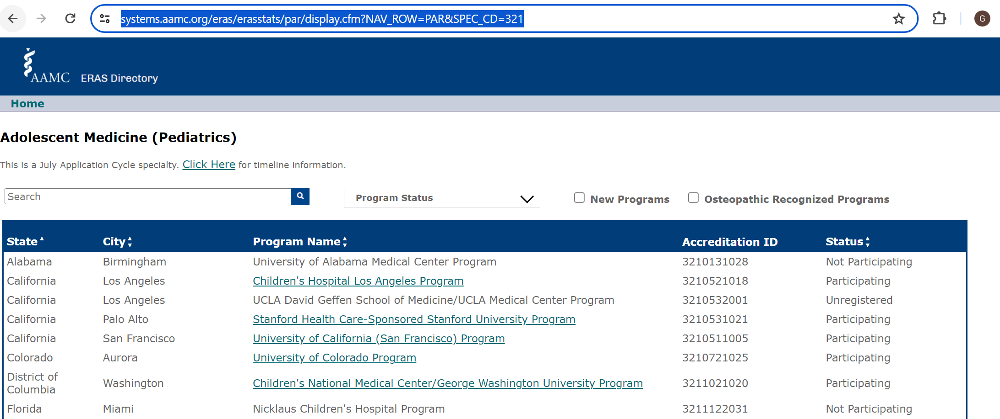 systems.aamc.org/eras/erasstats/par/display.cfm?NAV_ROW=PAR&SPEC_CD=321
G
AAMC ERAS Directory
Home
Adolescent Medicine (Pediatrics)
This is a July Application Cycle specialty. Click Here for timeline information.
Search Program Status New Programs Osteopathic Recognized Programs
State City Program Name Accreditation ID Status
Alabama Birmingham University of Alabama Medical Center Program 3210131028 Not Participating
California Los Angeles Children's Hospital Los Angeles Program 3210521018 Participating
California Los Angeles UCLA David Geffen School of Medicine/UCLA Medical Center Program 3210532001 Unregistered
California Palo Alto Stanford Health Care-Sponsored Stanford University Program 3210531021 Participating
California San Francisco University of California (San Francisco) Program 3210511005 Participating
Colorado Aurora University of Colorado Program 3210721025 Participating
District of
Columbia Washington Children's National Medical Center/George Washington University Program 3211021020 Participating
Florida Miami Nicklaus Children's Hospital Program 3211122031 Not Participating